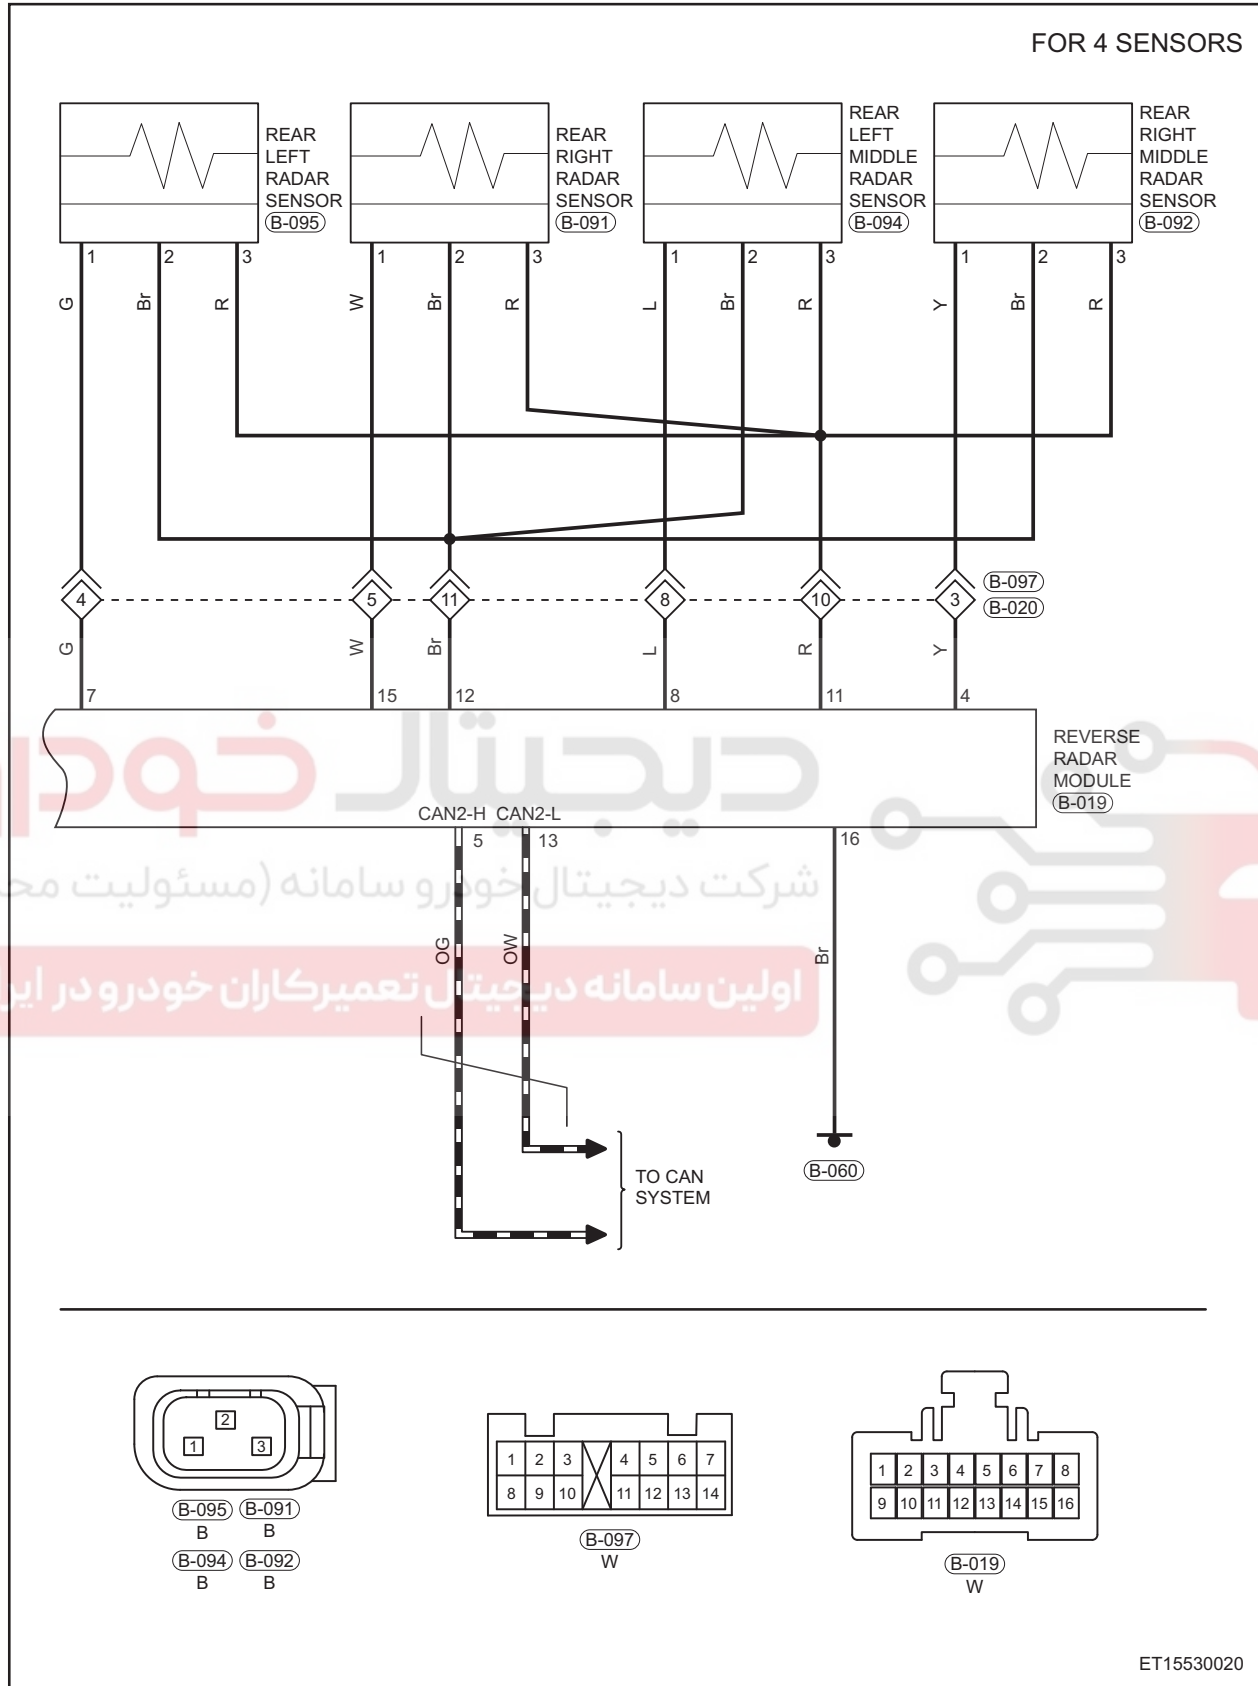 FOR 4 SENSORS
REAR
LEFT
RADAR
SENSOR
B-095
REAR
RIGHT
RADAR
SENSOR
B-091
REAR
LEFT
MIDDLE
RADAR
SENSOR
B-094
REAR
RIGHT
MIDDLE
RADAR
SENSOR
B-092
1 2 3 1 2 3 1 2 3 1 2 3
G Br R W Br R L Br R Y Br R
4 5 11 8 10 3
B-097
B-020
G W Br L R Y
7 15 12 8 11 4
دیجیتال خودرو
REVERSE
RADAR
MODULE
B-019
CAN2-H CAN2-L
5 13 16
شرکت دیجیتال خودرو سامانه (مسئولیت
OG OW Br
اولین سامانه دیجیتال تعمیرکاران خودرو در
TO CAN
SYSTEM
B-060
2
1 3
B-095 B-091
B B
B-094 B-092
B B
1 2 3 4 5 6 7
8 9 10 11 12 13 14
B-097
W
1 2 3 4 5 6 7 8
9 10 11 12 13 14 15 16
B-019
W
ET15530020